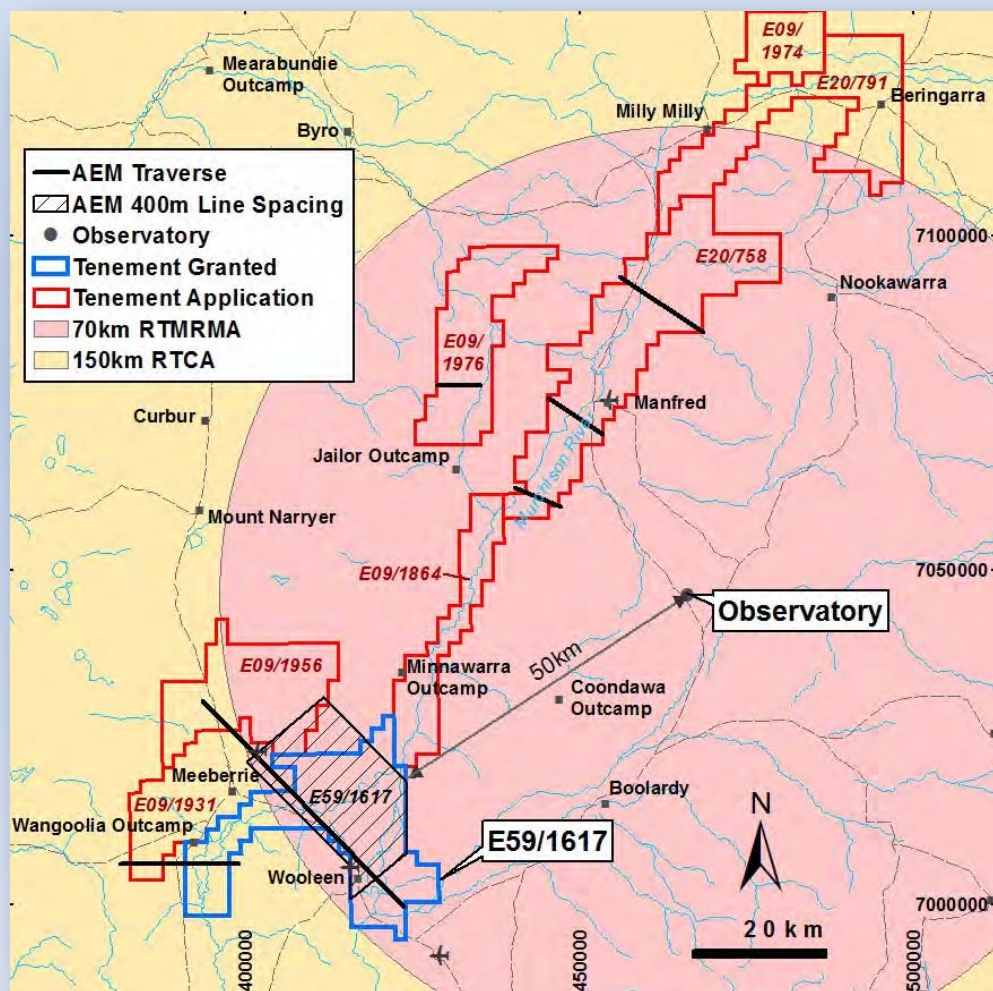 E09/
1974
Mearabundie
Outcamp
E20/791
Beringarra
Milly Milly
Byro
AEM Traverse
AEM 400m Line Spacing
Observatory
Tenement Granted
Tenement Application
70km RTMRMA
150km RTCA
7100000
E20/758
Nookawarra
E09/
1976
Manfred
Curbur
Murchison River
Jailor Outcamp
Mount Narryer
7050000
E09/1864
Observatory
50km
E09/1956
Minnawarra
Outcamp
Coondawa
Outcamp
Meeberrie
E59/1617
E09/1931
Boolardy
Wangoolia Outcamp
N
E59/1617
Wooleen
7000000
20 km
400000
450000
500000